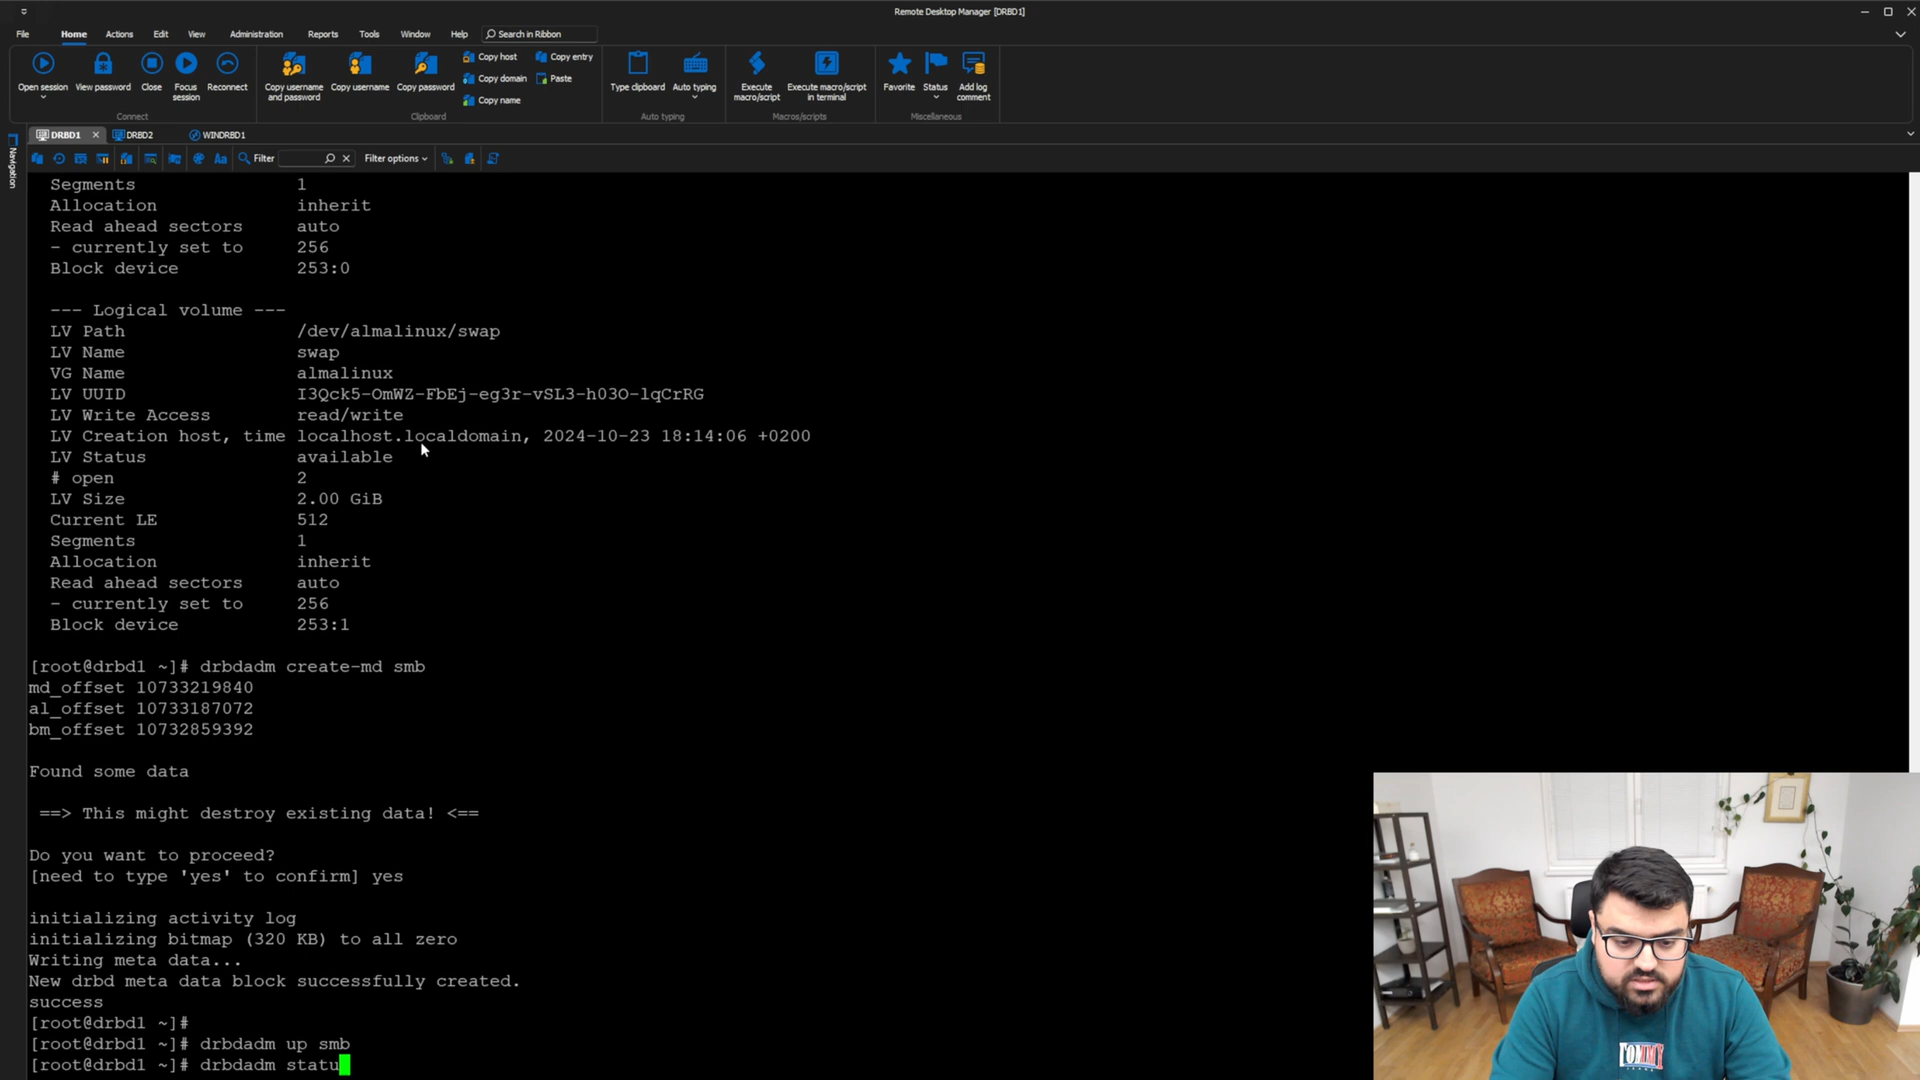 Remote Desktop Manager [DRBD1]
File Home Actions Edit View Administration Reports Tools Window Help Search in Ribbon
Open session View password Close Focus session Reconnect
Connect
Copy username and password Copy username Copy password
Copy host Copy entry
Copy domain Paste
Copy name
Clipboard
Type clipboard Auto typing
Auto typing
Execute macro/script Execute macro/script in terminal
Macros/scripts
Favorite Status Add log comment
Miscellaneous
DRBD1 DRBD2 WINDRBD1
Navigation
Filter Filter options
Segments 1
Allocation inherit
Read ahead sectors auto
- currently set to 256
Block device 253:0
--- Logical volume ---
LV Path /dev/almalinux/swap
LV Name swap
VG Name almalinux
LV UUID I3Qck5-OmWZ-FbEj-eg3r-vSL3-h03O-lqCrRG
LV Write Access read/write
LV Creation host, time localhost.localdomain, 2024-10-23 18:14:06 +0200
LV Status available
# open 2
LV Size 2.00 GiB
Current LE 512
Segments 1
Allocation inherit
Read ahead sectors auto
- currently set to 256
Block device 253:1
[root@drbd1 ~]# drbdadm create-md smb
md_offset 10733219840
al_offset 10733187072
bm_offset 10732859392
Found some data
==> This might destroy existing data! <==
Do you want to proceed?
[need to type 'yes' to confirm] yes
initializing activity log
initializing bitmap (320 KB) to all zero
Writing meta data...
New drbd meta data block successfully created.
success
[root@drbd1 ~]#
[root@drbd1 ~]# drbdadm up smb
[root@drbd1 ~]# drbdadm statu
TOMMY